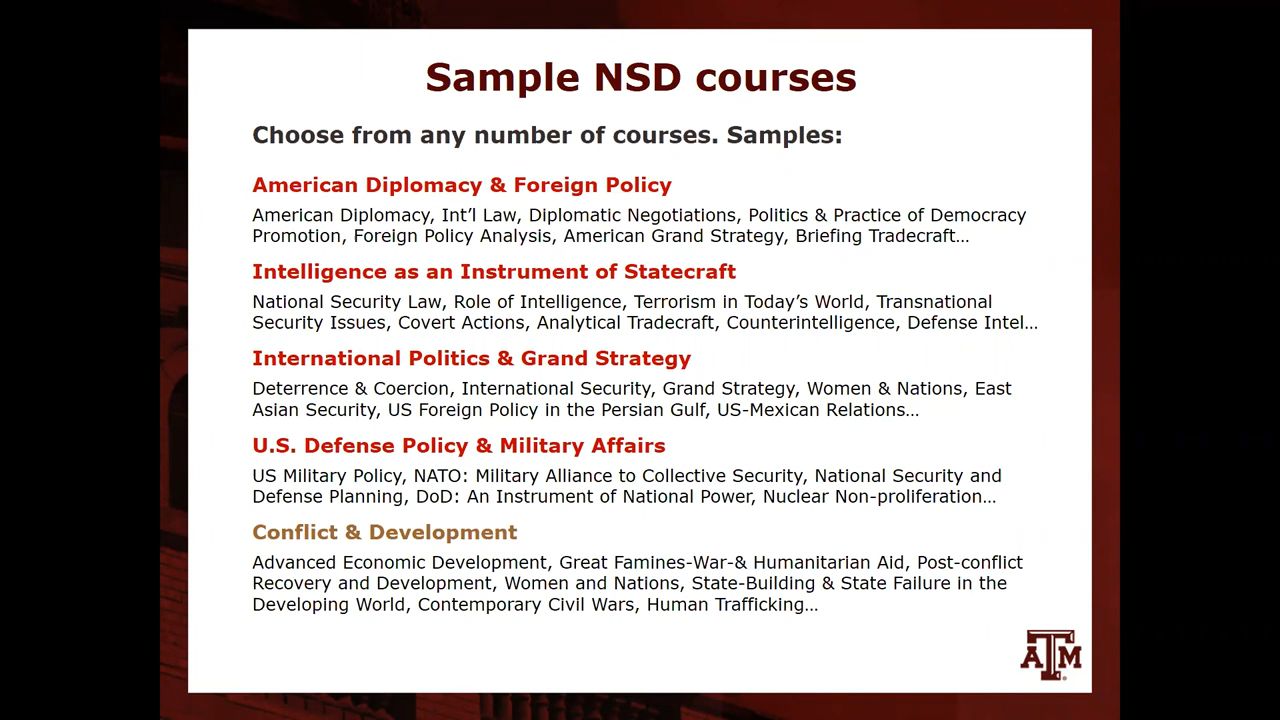 Sample NSD courses
Choose from any number of courses. Samples:
American Diplomacy & Foreign Policy
American Diplomacy, Int’l Law, Diplomatic Negotiations, Politics & Practice of Democracy
Promotion, Foreign Policy Analysis, American Grand Strategy, Briefing Tradecraft…
Intelligence as an Instrument of Statecraft
National Security Law, Role of Intelligence, Terrorism in Today’s World, Transnational
Security Issues, Covert Actions, Analytical Tradecraft, Counterintelligence, Defense Intel…
International Politics & Grand Strategy
Deterrence & Coercion, International Security, Grand Strategy, Women & Nations, East
Asian Security, US Foreign Policy in the Persian Gulf, US-Mexican Relations…
U.S. Defense Policy & Military Affairs
US Military Policy, NATO: Military Alliance to Collective Security, National Security and
Defense Planning, DoD: An Instrument of National Power, Nuclear Non-proliferation…
Conflict & Development
Advanced Economic Development, Great Famines-War-& Humanitarian Aid, Post-conflict
Recovery and Development, Women and Nations, State-Building & State Failure in the
Developing World, Contemporary Civil Wars, Human Trafficking…
ATM